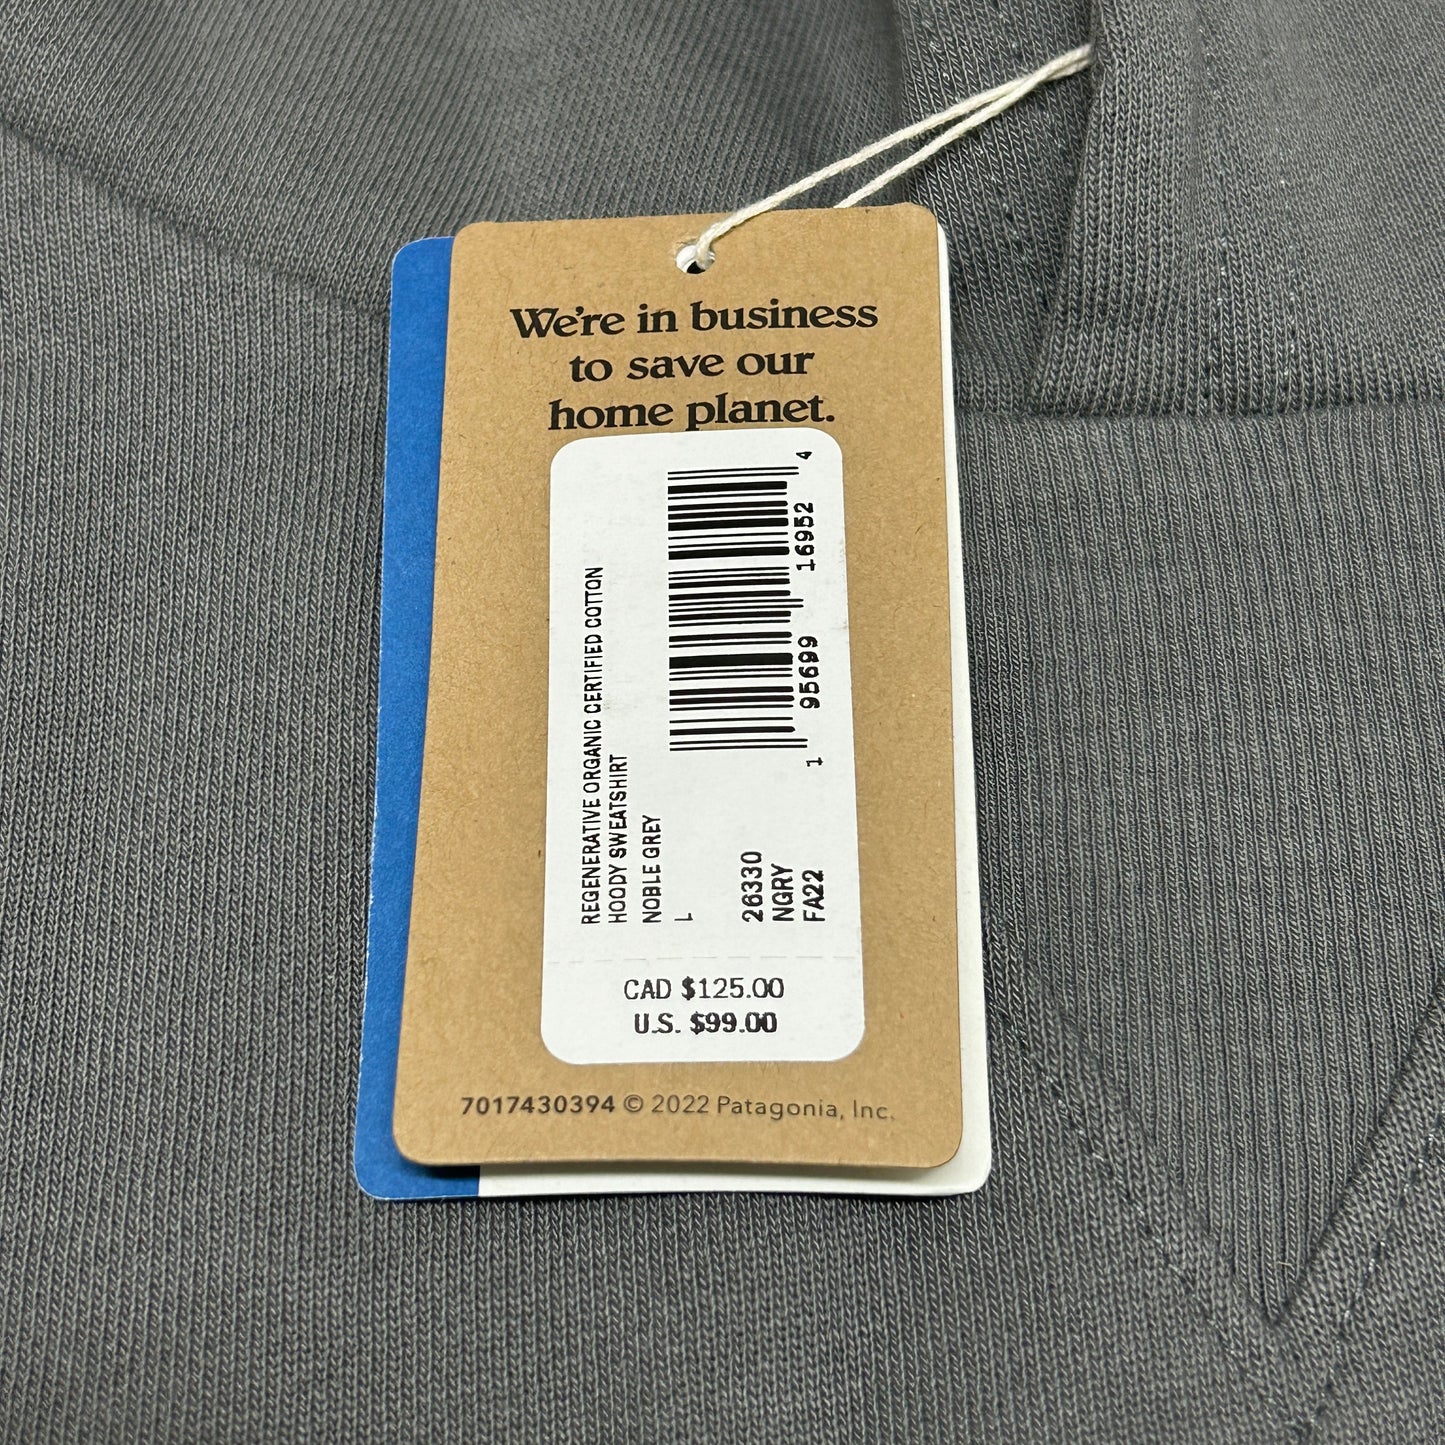 We're in business
to save our
home planet.
REGENERATIVE ORGANIC CERTIFIED COTTON
HOODY SWEATSHIRT
NOBLE GREY
L
1 95699 16952 4
26330
NGRY
FA22
CAD $125.00
U.S. $99.00
7017430394 © 2022 Patagonia, Inc.